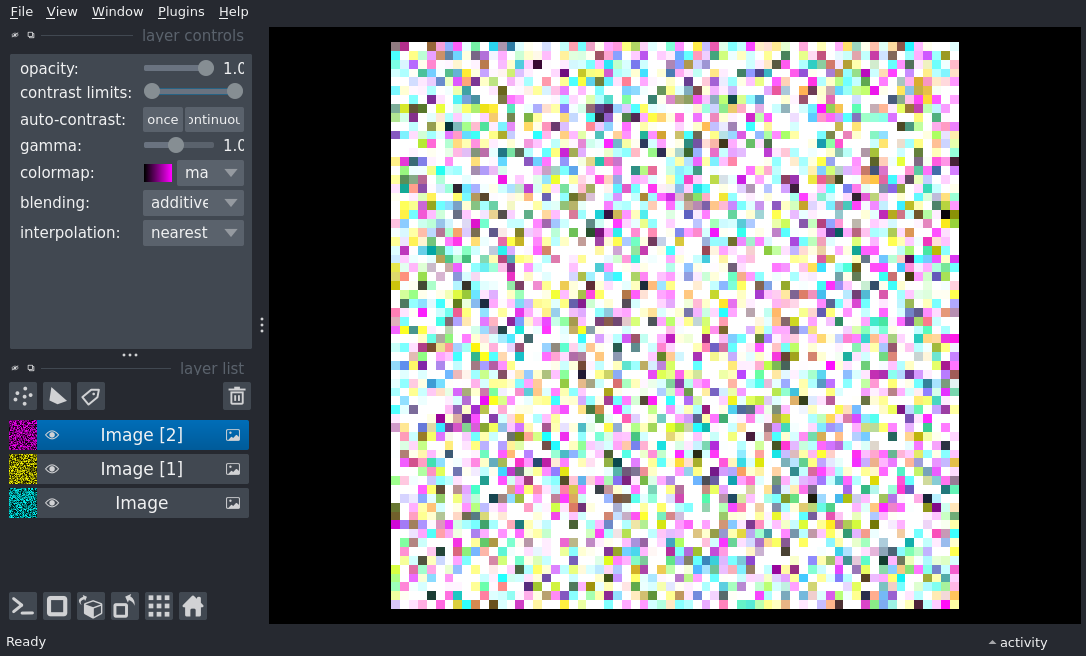 File View Window Plugins Help
layer controls
opacity: 1.0
contrast limits:
auto-contrast: once ontinuou
gamma: 1.0
colormap: ma
blending: additive
interpolation: nearest
layer list
Image [2]
Image [1]
Image
Ready
activity